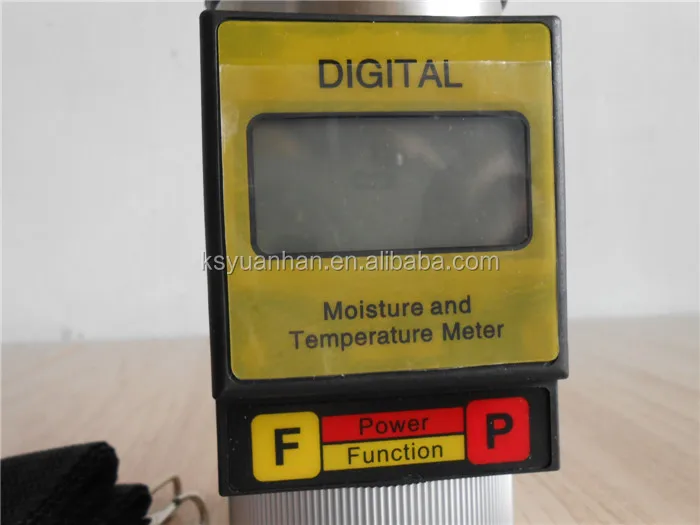 DIGITAL
ksyuanhan.en.alibaba.com
Moisture and
Temperature Meter
F Power P
Function